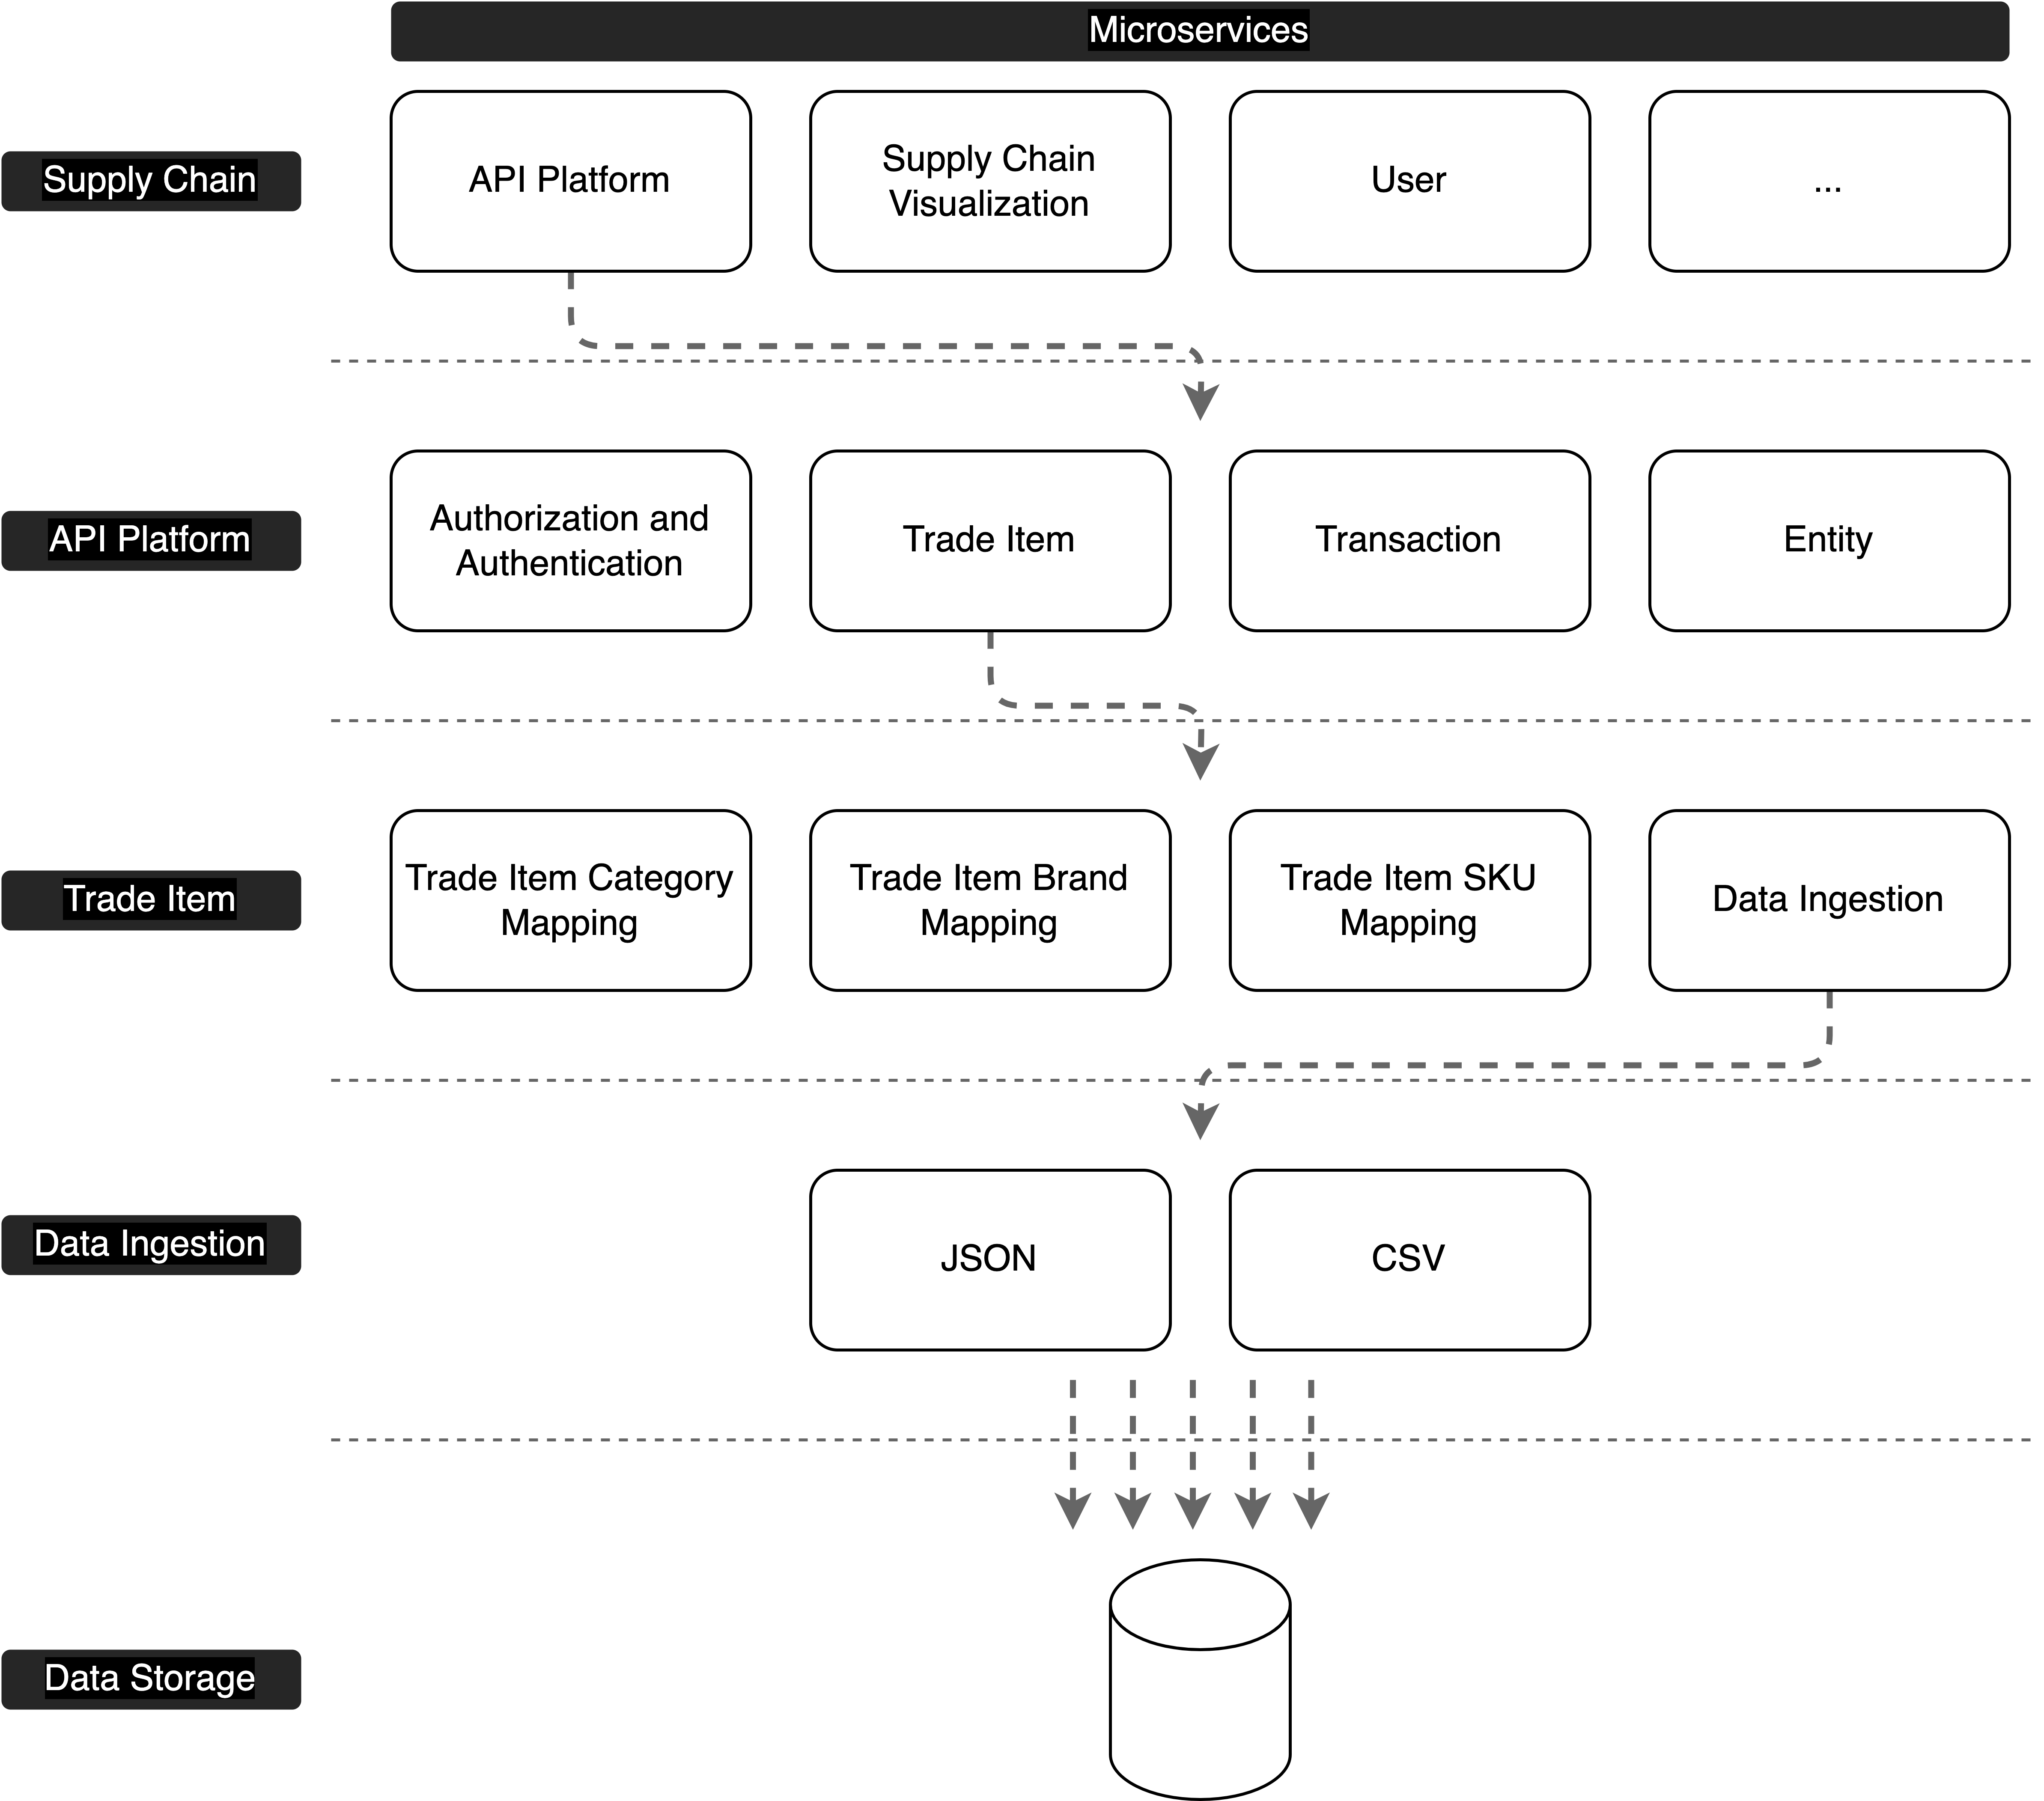 Microservices
Supply Chain
API Platform
Supply Chain
Visualization
User
...
API Platform
Authorization and
Authentication
Trade Item
Transaction
Entity
Trade Item
Trade Item Category
Mapping
Trade Item Brand
Mapping
Trade Item SKU
Mapping
Data Ingestion
Data Ingestion
JSON
CSV
Data Storage